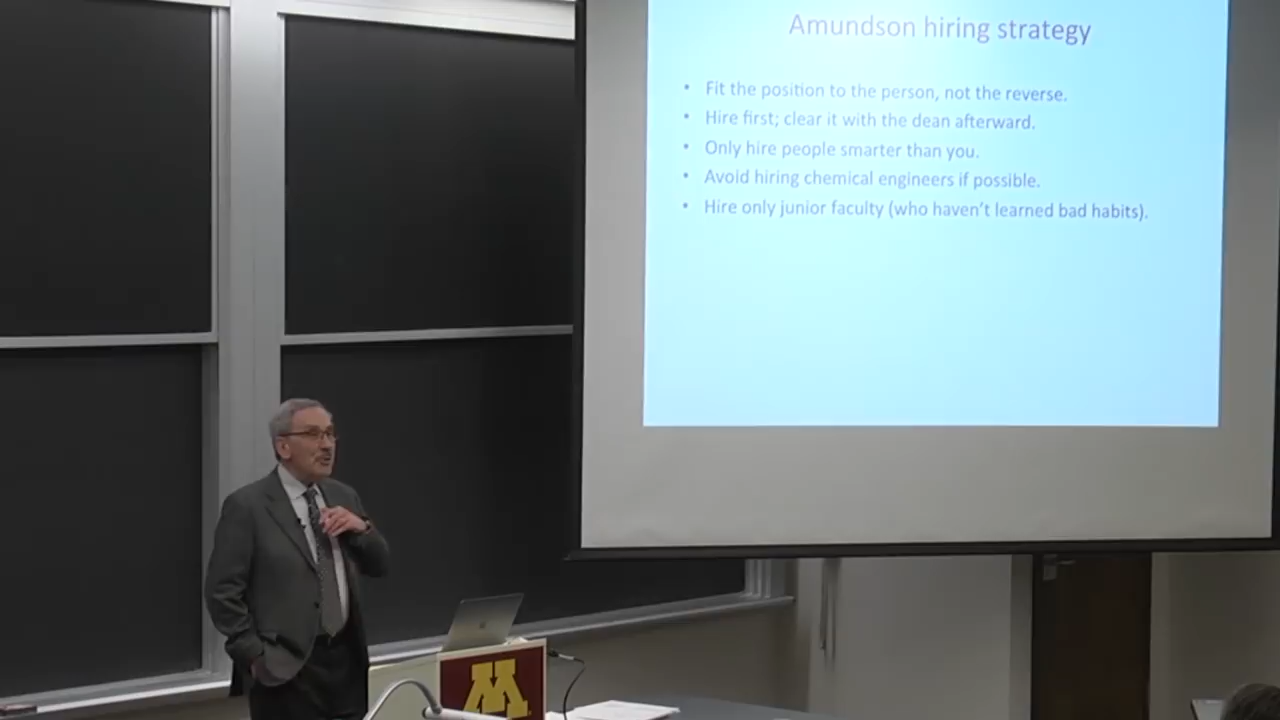 Amundson hiring strategy
• Fit the position to the person, not the reverse.
• Hire first; clear it with the dean afterward.
• Only hire people smarter than you.
• Avoid hiring chemical engineers if possible.
• Hire only junior faculty (who haven't learned bad habits).
M